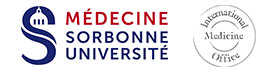 MÉDECINE
SORBONNE
UNIVERSITÉ
International
Medicine
Office